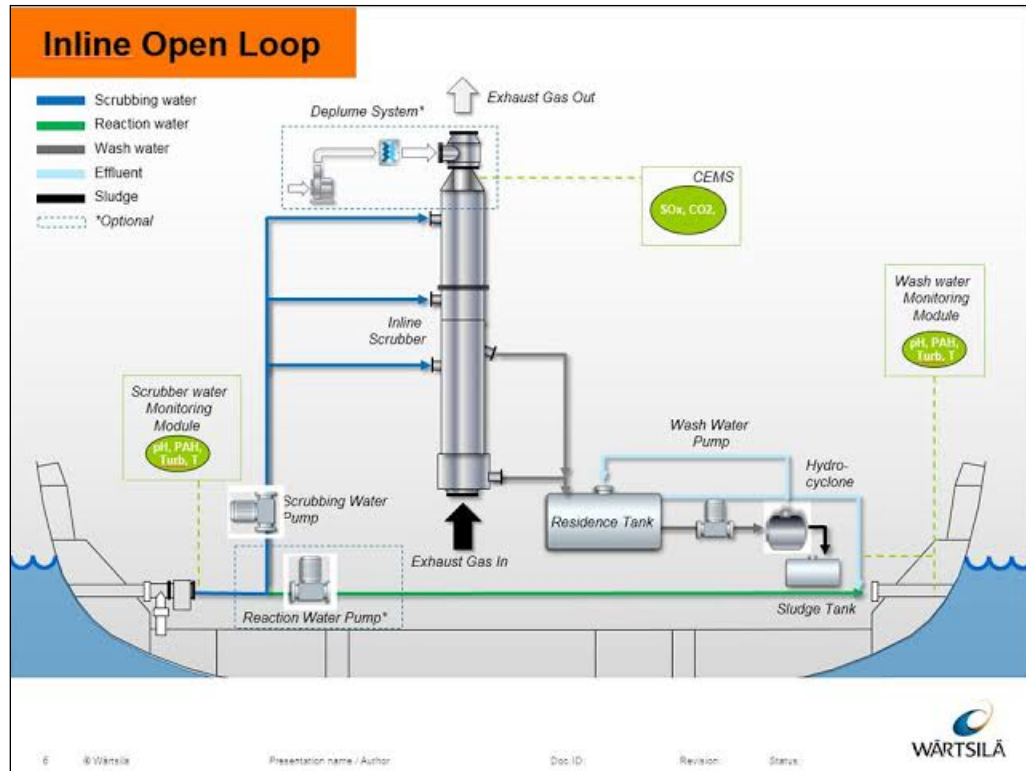 Inline Open Loop
Scrubbing water
Reaction water
Wash water
Effluent
Sludge
*Optional
Deplume System*
Exhaust Gas Out
CEMS
SOx, CO2,
Wash water
Monitoring
Module
pH, PAH,
Turb, T
Inline
Scrubber
Scrubber water
Monitoring
Module
pH, PAH,
Turb, T
Wash Water
Pump
Hydro-
cyclone
Scrubbing Water
Pump
Residence Tank
Exhaust Gas In
Sludge Tank
Reaction Water Pump*
WÄRTSILÄ
6 © Wärtsilä Presentation name / Author Doc.ID: Revision: Status: